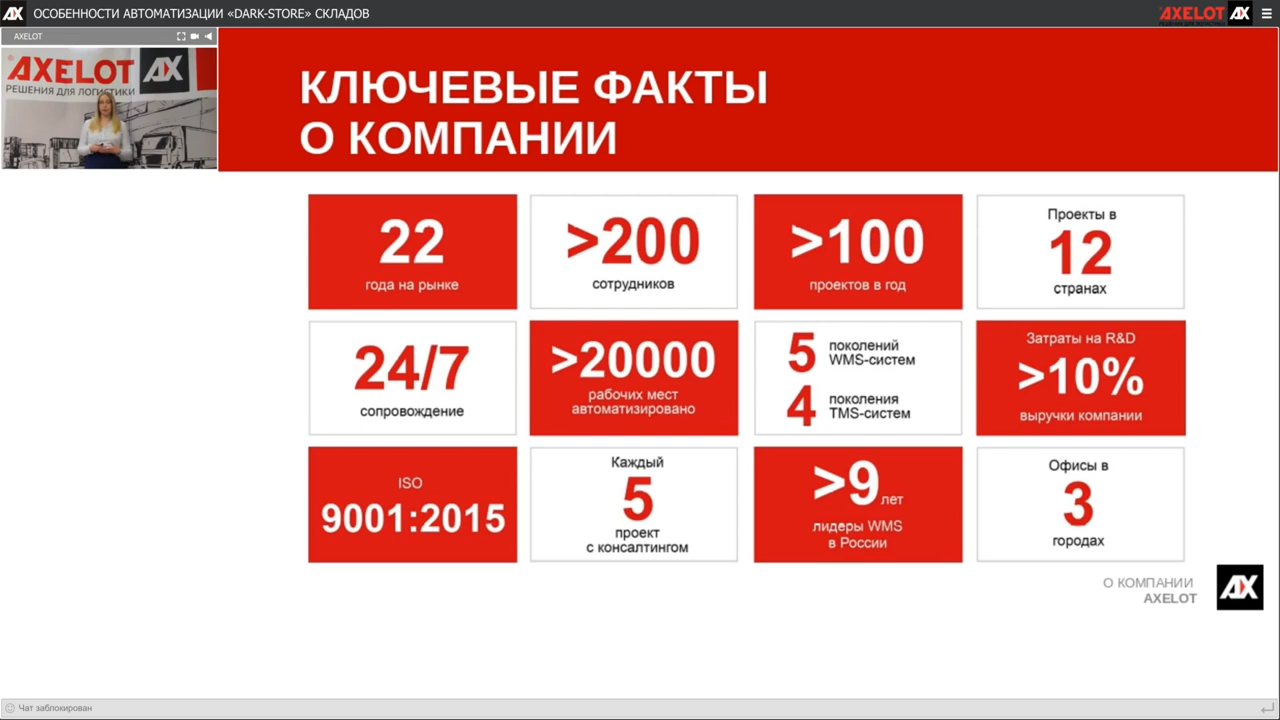 ОСОБЕННОСТИ АВТОМАТИЗАЦИИ «DARK-STORE» СКЛАДОВ
AXELOT
AXELOT
AXELOT
РЕШЕНИЯ ДЛЯ ЛОГИСТИКИ
КЛЮЧЕВЫЕ ФАКТЫ
О КОМПАНИИ
22
года на рынке
>200
сотрудников
>100
проектов в год
Проекты в
12
странах
24/7
сопровождение
>20000
рабочих мест
автоматизировано
5 поколений
WMS-систем
4 поколения
TMS-систем
Затраты на R&D
>10%
выручки компании
ISO
9001:2015
Каждый
5
проект
с консалтингом
>9 лет
лидеры WMS
в России
Офисы в
3
городах
О КОМПАНИИ
AXELOT
Чат заблокирован